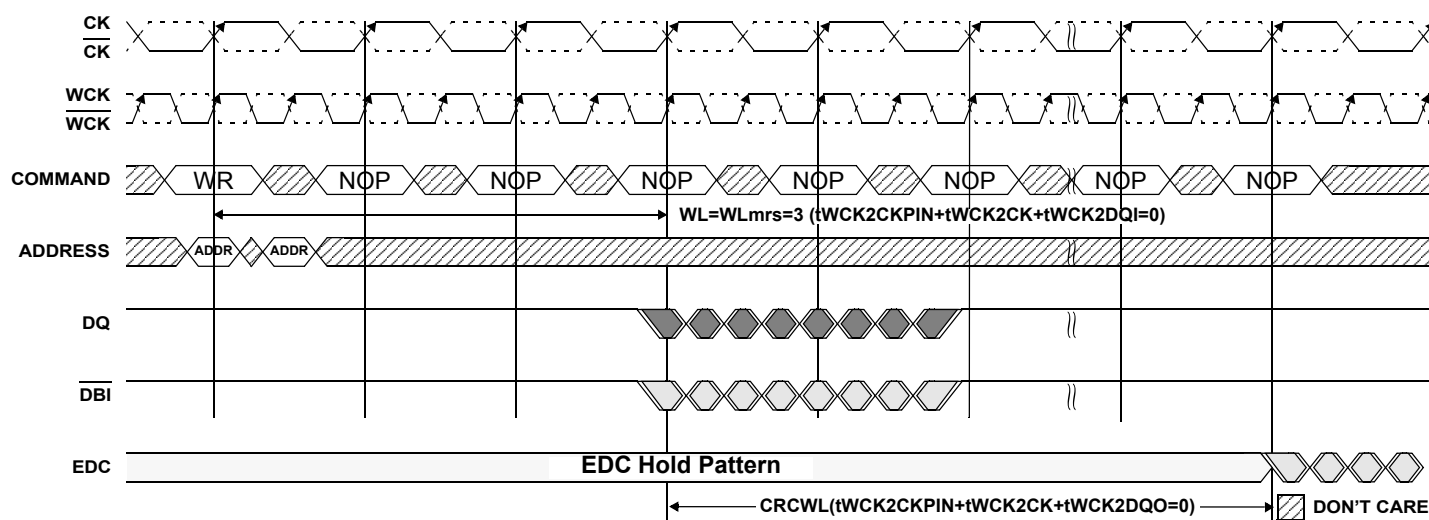 CK
CK
WCK
WCK
COMMAND WR NOP NOP NOP NOP NOP NOP NOP
WL=WLmrs=3 (tWCK2CKPIN+tWCK2CK+tWCK2DQI=0)
ADDRESS ADDR ADDR
DQ
DBI
EDC EDC Hold Pattern
CRCWL(tWCK2CKPIN+tWCK2CK+tWCK2DQO=0) DON'T CARE